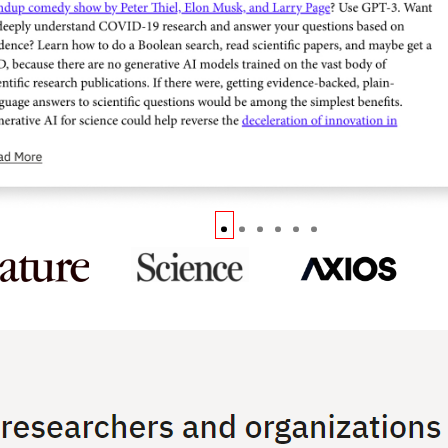 ndup comedy show by Peter Thiel, Elon Musk, and Larry Page? Use GPT-3. Want
deeply understand COVID-19 research and answer your questions based on
dence? Learn how to do a Boolean search, read scientific papers, and maybe get a
D, because there are no generative AI models trained on the vast body of
entific research publications. If there were, getting evidence-backed, plain-
guage answers to scientific questions would be among the simplest benefits.
nerative AI for science could help reverse the deceleration of innovation in
ad More
ature Science AXIOS
researchers and organizations